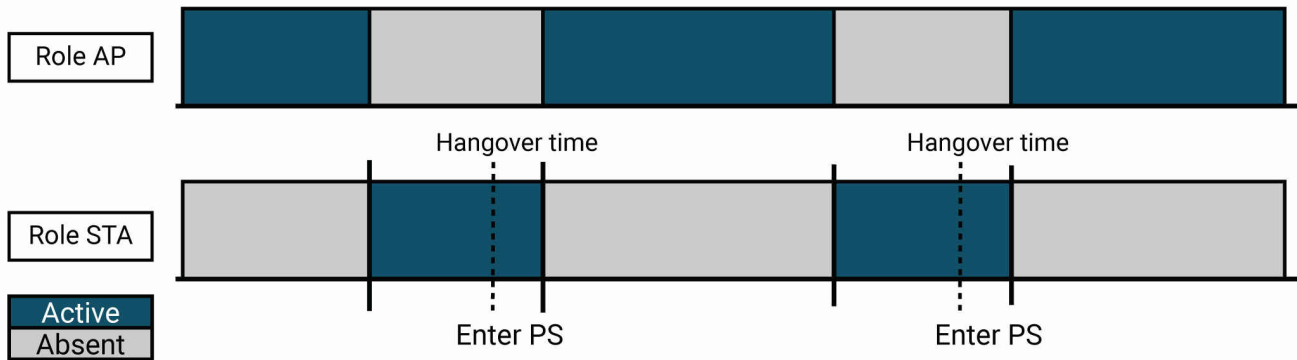 Role AP
Hangover time
Hangover time
Role STA
Active
Absent
Enter PS
Enter PS